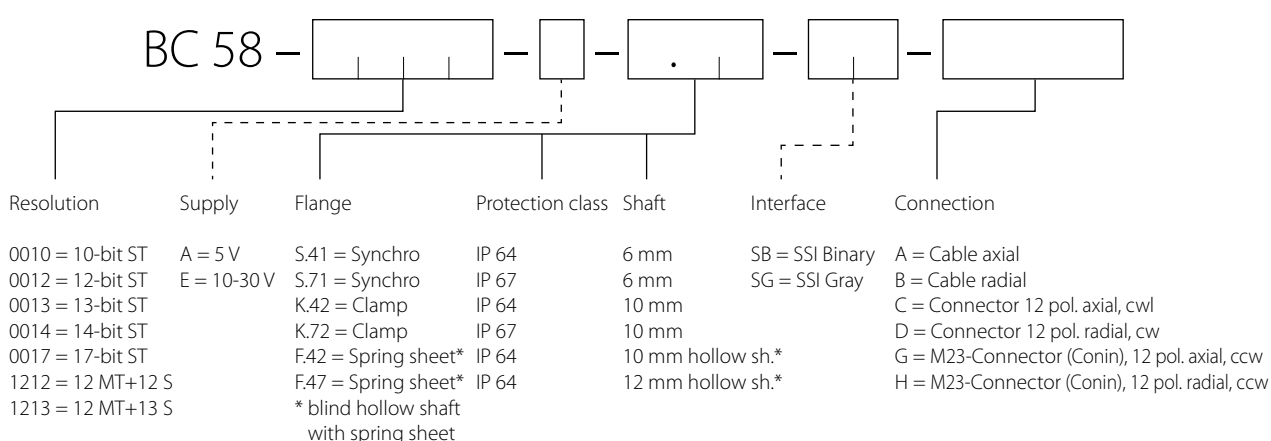 BC 58 – – – . – –
Resolution Supply Flange Protection class Shaft Interface Connection
0010 = 10-bit ST A = 5 V S.41 = Synchro IP 64 6 mm SB = SSI Binary A = Cable axial
0012 = 12-bit ST E = 10-30 V S.71 = Synchro IP 67 6 mm SG = SSI Gray B = Cable radial
0013 = 13-bit ST K.42 = Clamp IP 64 10 mm C = Connector 12 pol. axial, cwl
0014 = 14-bit ST K.72 = Clamp IP 67 10 mm D = Connector 12 pol. radial, cw
0017 = 17-bit ST F.42 = Spring sheet* IP 64 10 mm hollow sh.* G = M23-Connector (Conin), 12 pol. axial, ccw
1212 = 12 MT+12 S F.47 = Spring sheet* IP 64 12 mm hollow sh.* H = M23-Connector (Conin), 12 pol. radial, ccw
1213 = 12 MT+13 S * blind hollow shaft
with spring sheet